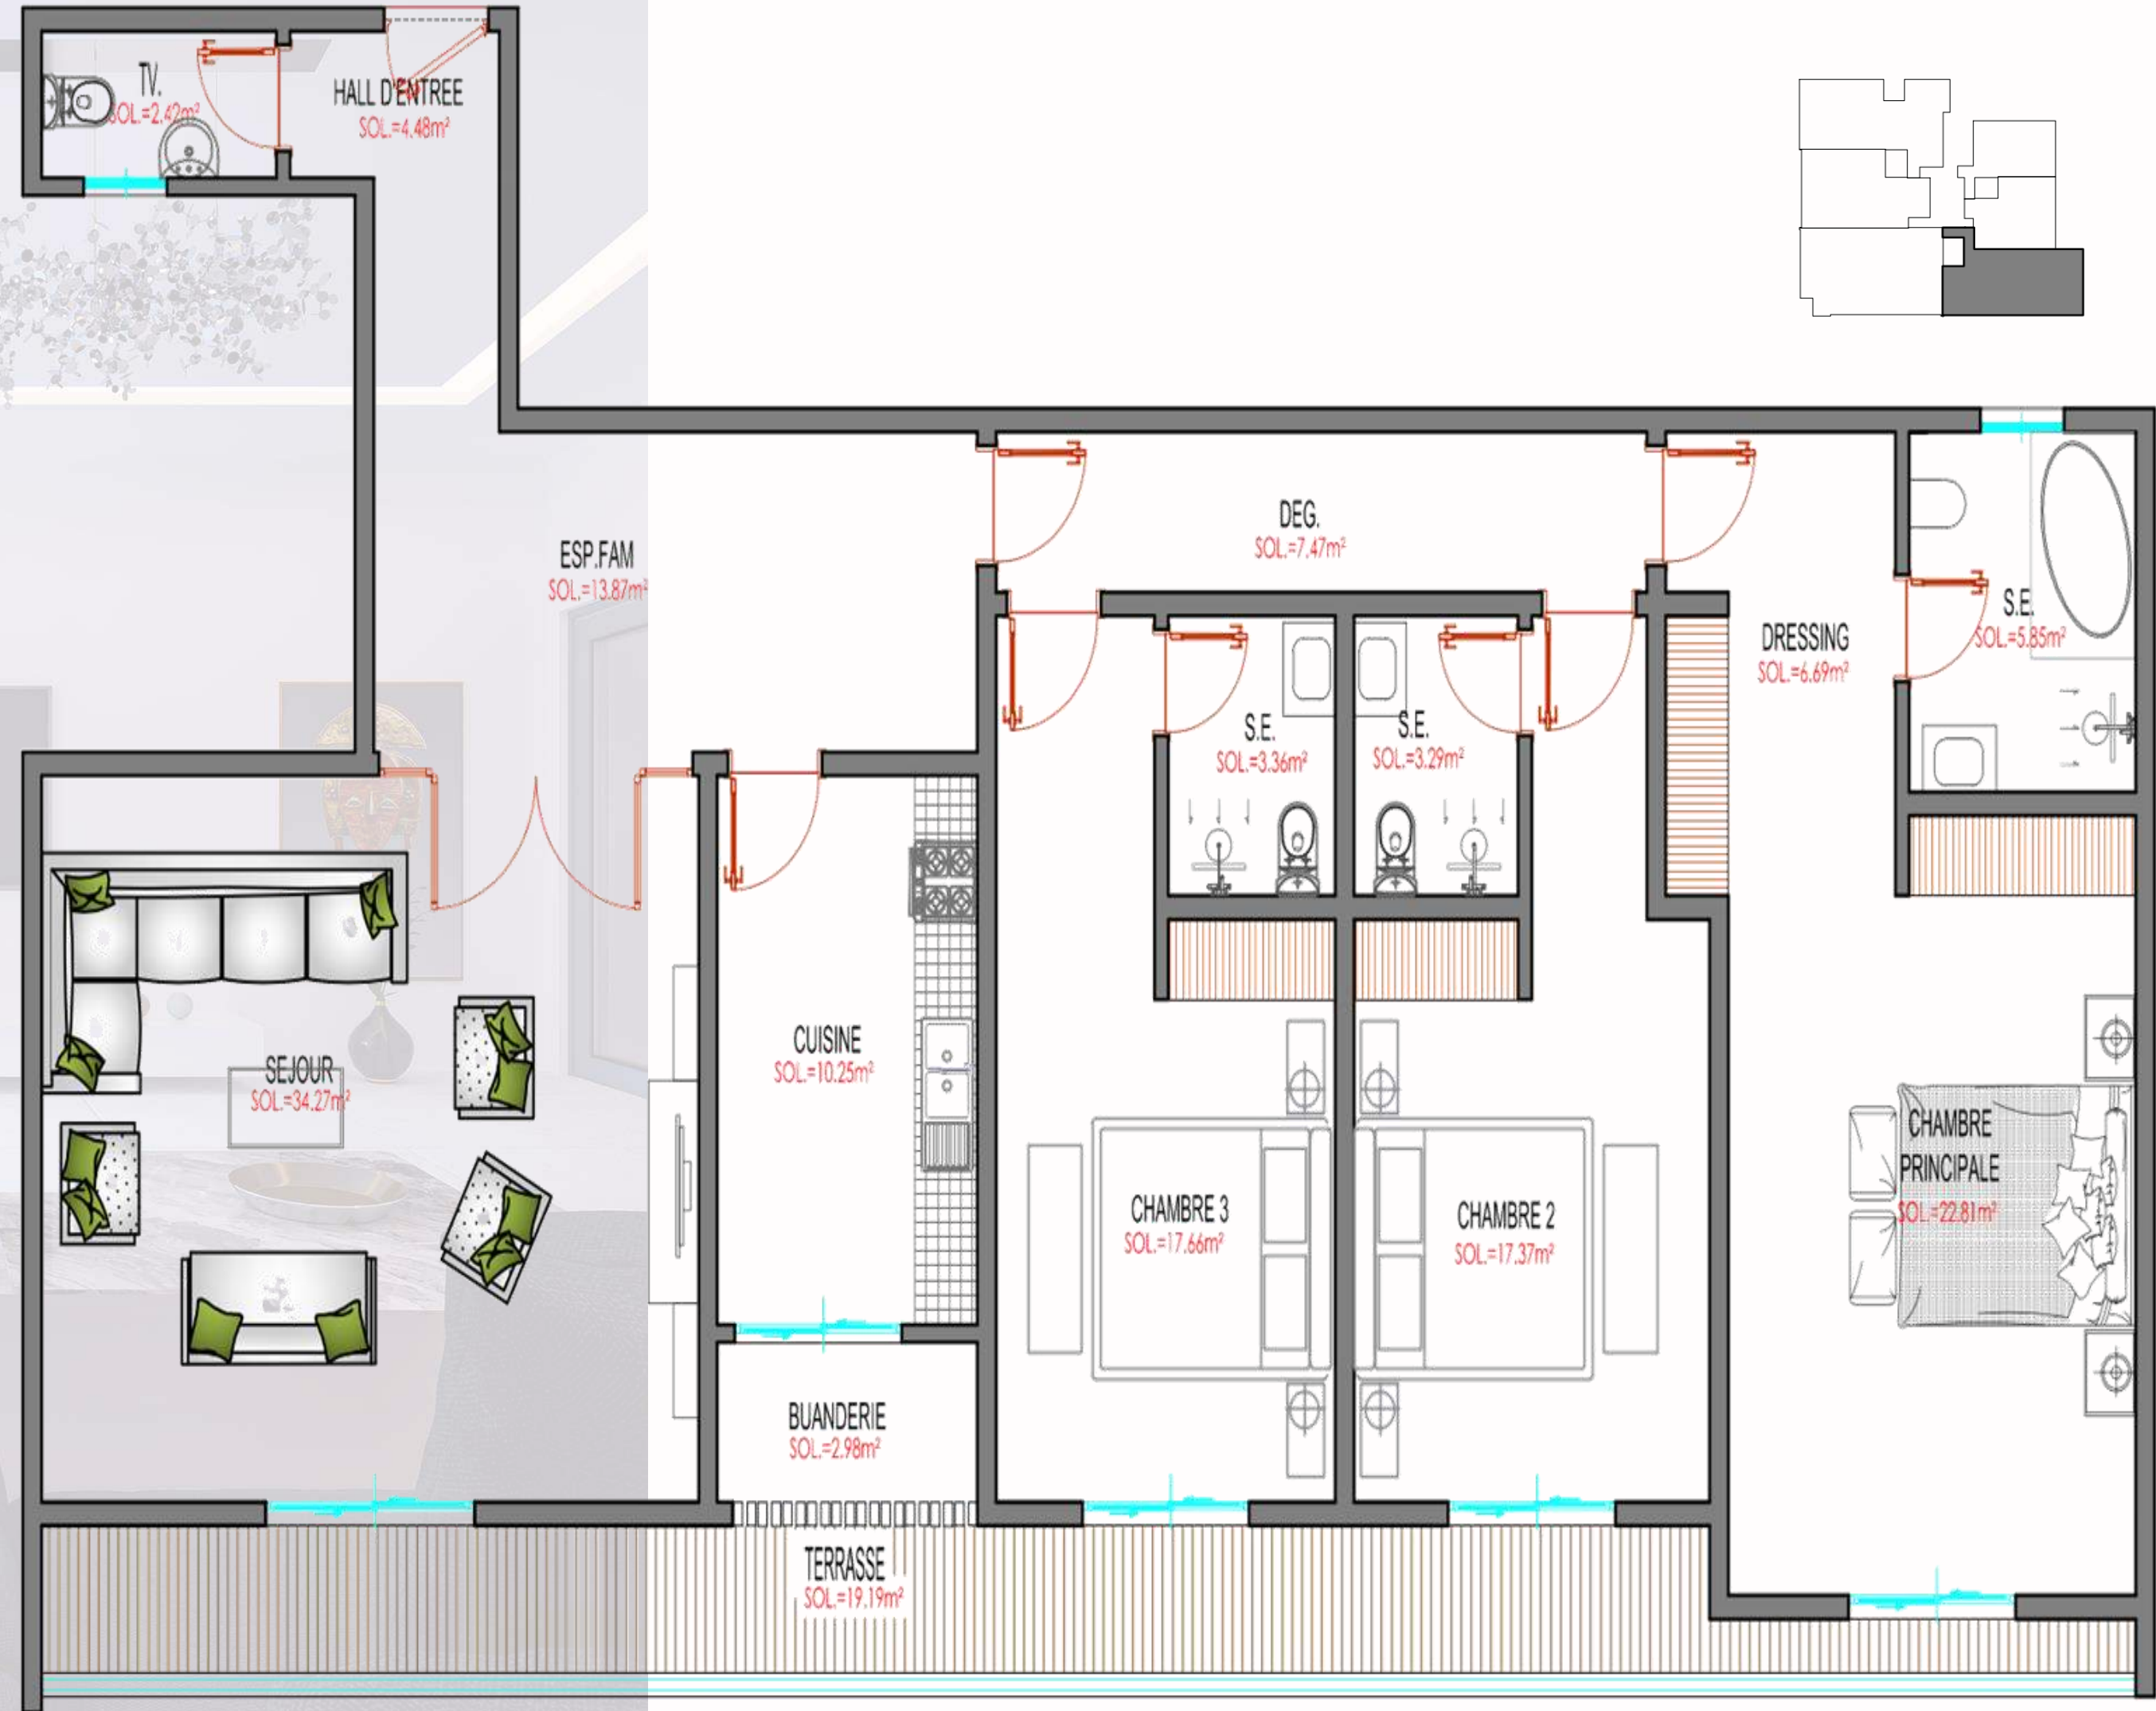 TV.
SOL.=2.42m²
HALL D'ENTREE
SOL.=4.48m²
ESP.FAM
SOL.=13.87m²
DEG.
SOL.=7.47m²
DRESSING
SOL.=6.69m²
S.E.
SOL.=5.85m²
S.E.
SOL.=3.36m²
S.E.
SOL.=3.29m²
SEJOUR
SOL.=34.27m²
CUISINE
SOL.=10.25m²
CHAMBRE 3
SOL.=17.66m²
CHAMBRE 2
SOL.=17.37m²
CHAMBRE
PRINCIPALE
SOL.=22.81m²
BUANDERIE
SOL.=2.98m²
TERRASSE
SOL.=19.19m²